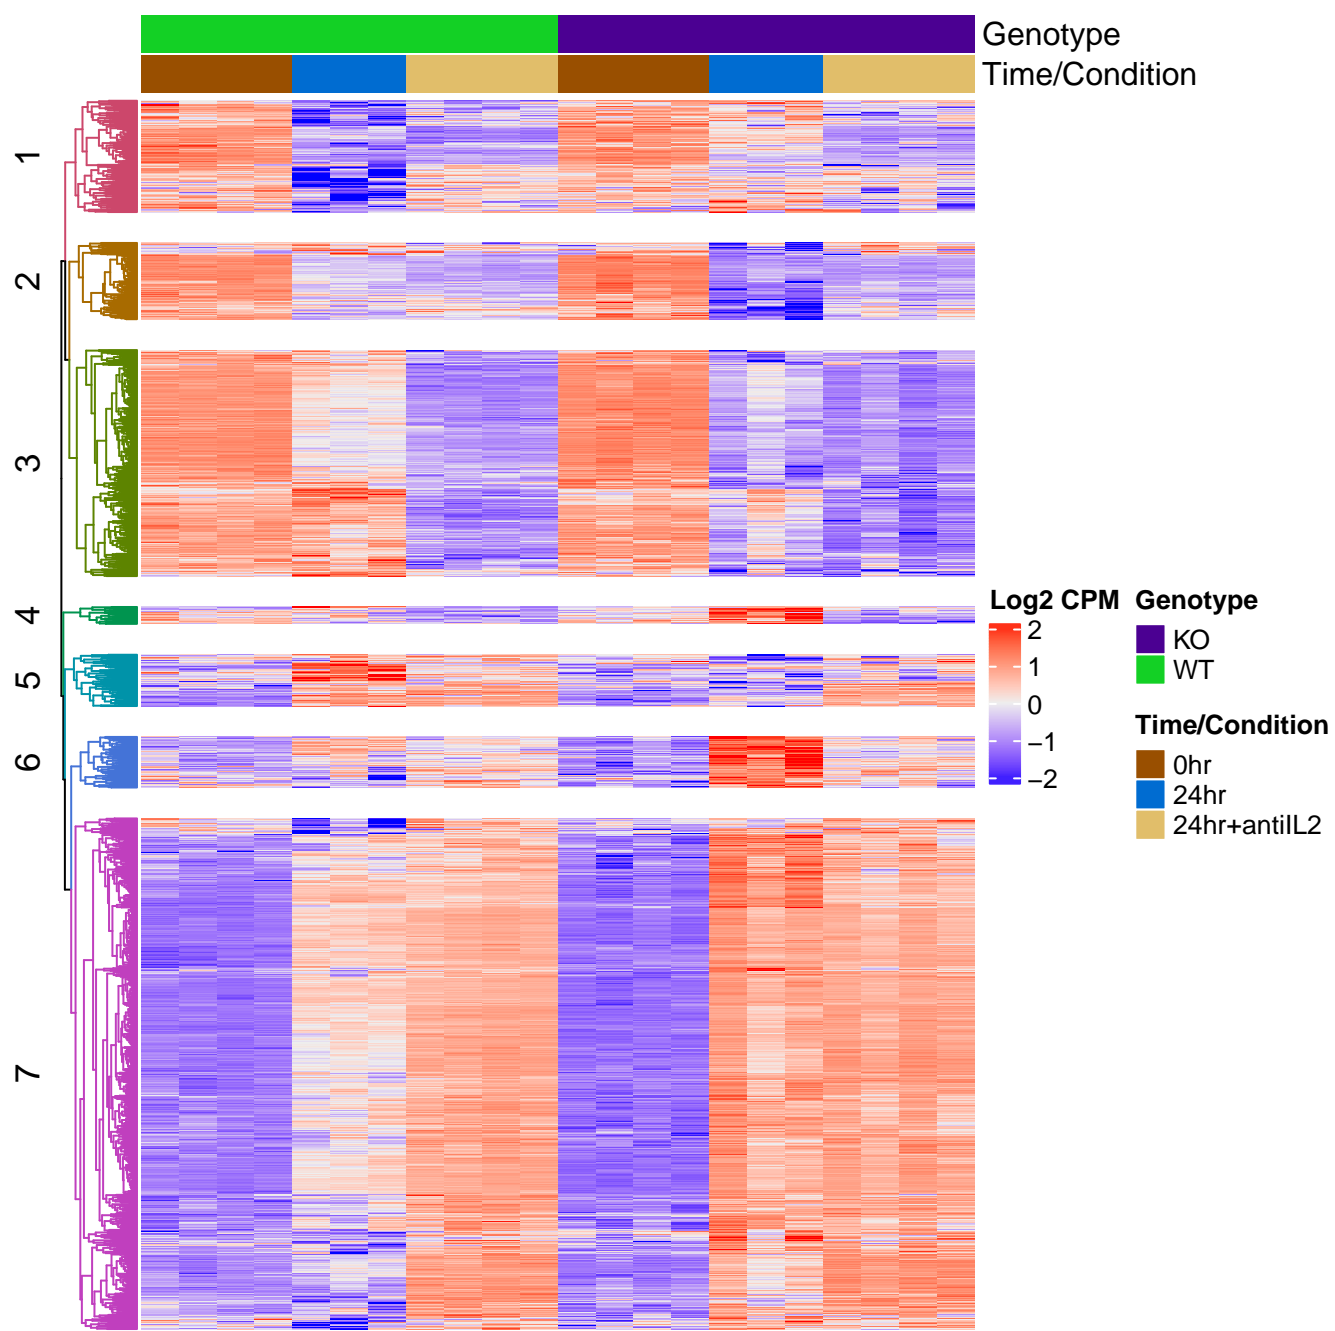 Genotype
Time/Condition
1
2
3
4
5
6
7
Log2 CPM
2
1
0
−1
−2
Genotype
KO
WT
Time/Condition
0hr
24hr
24hr+antiIL2